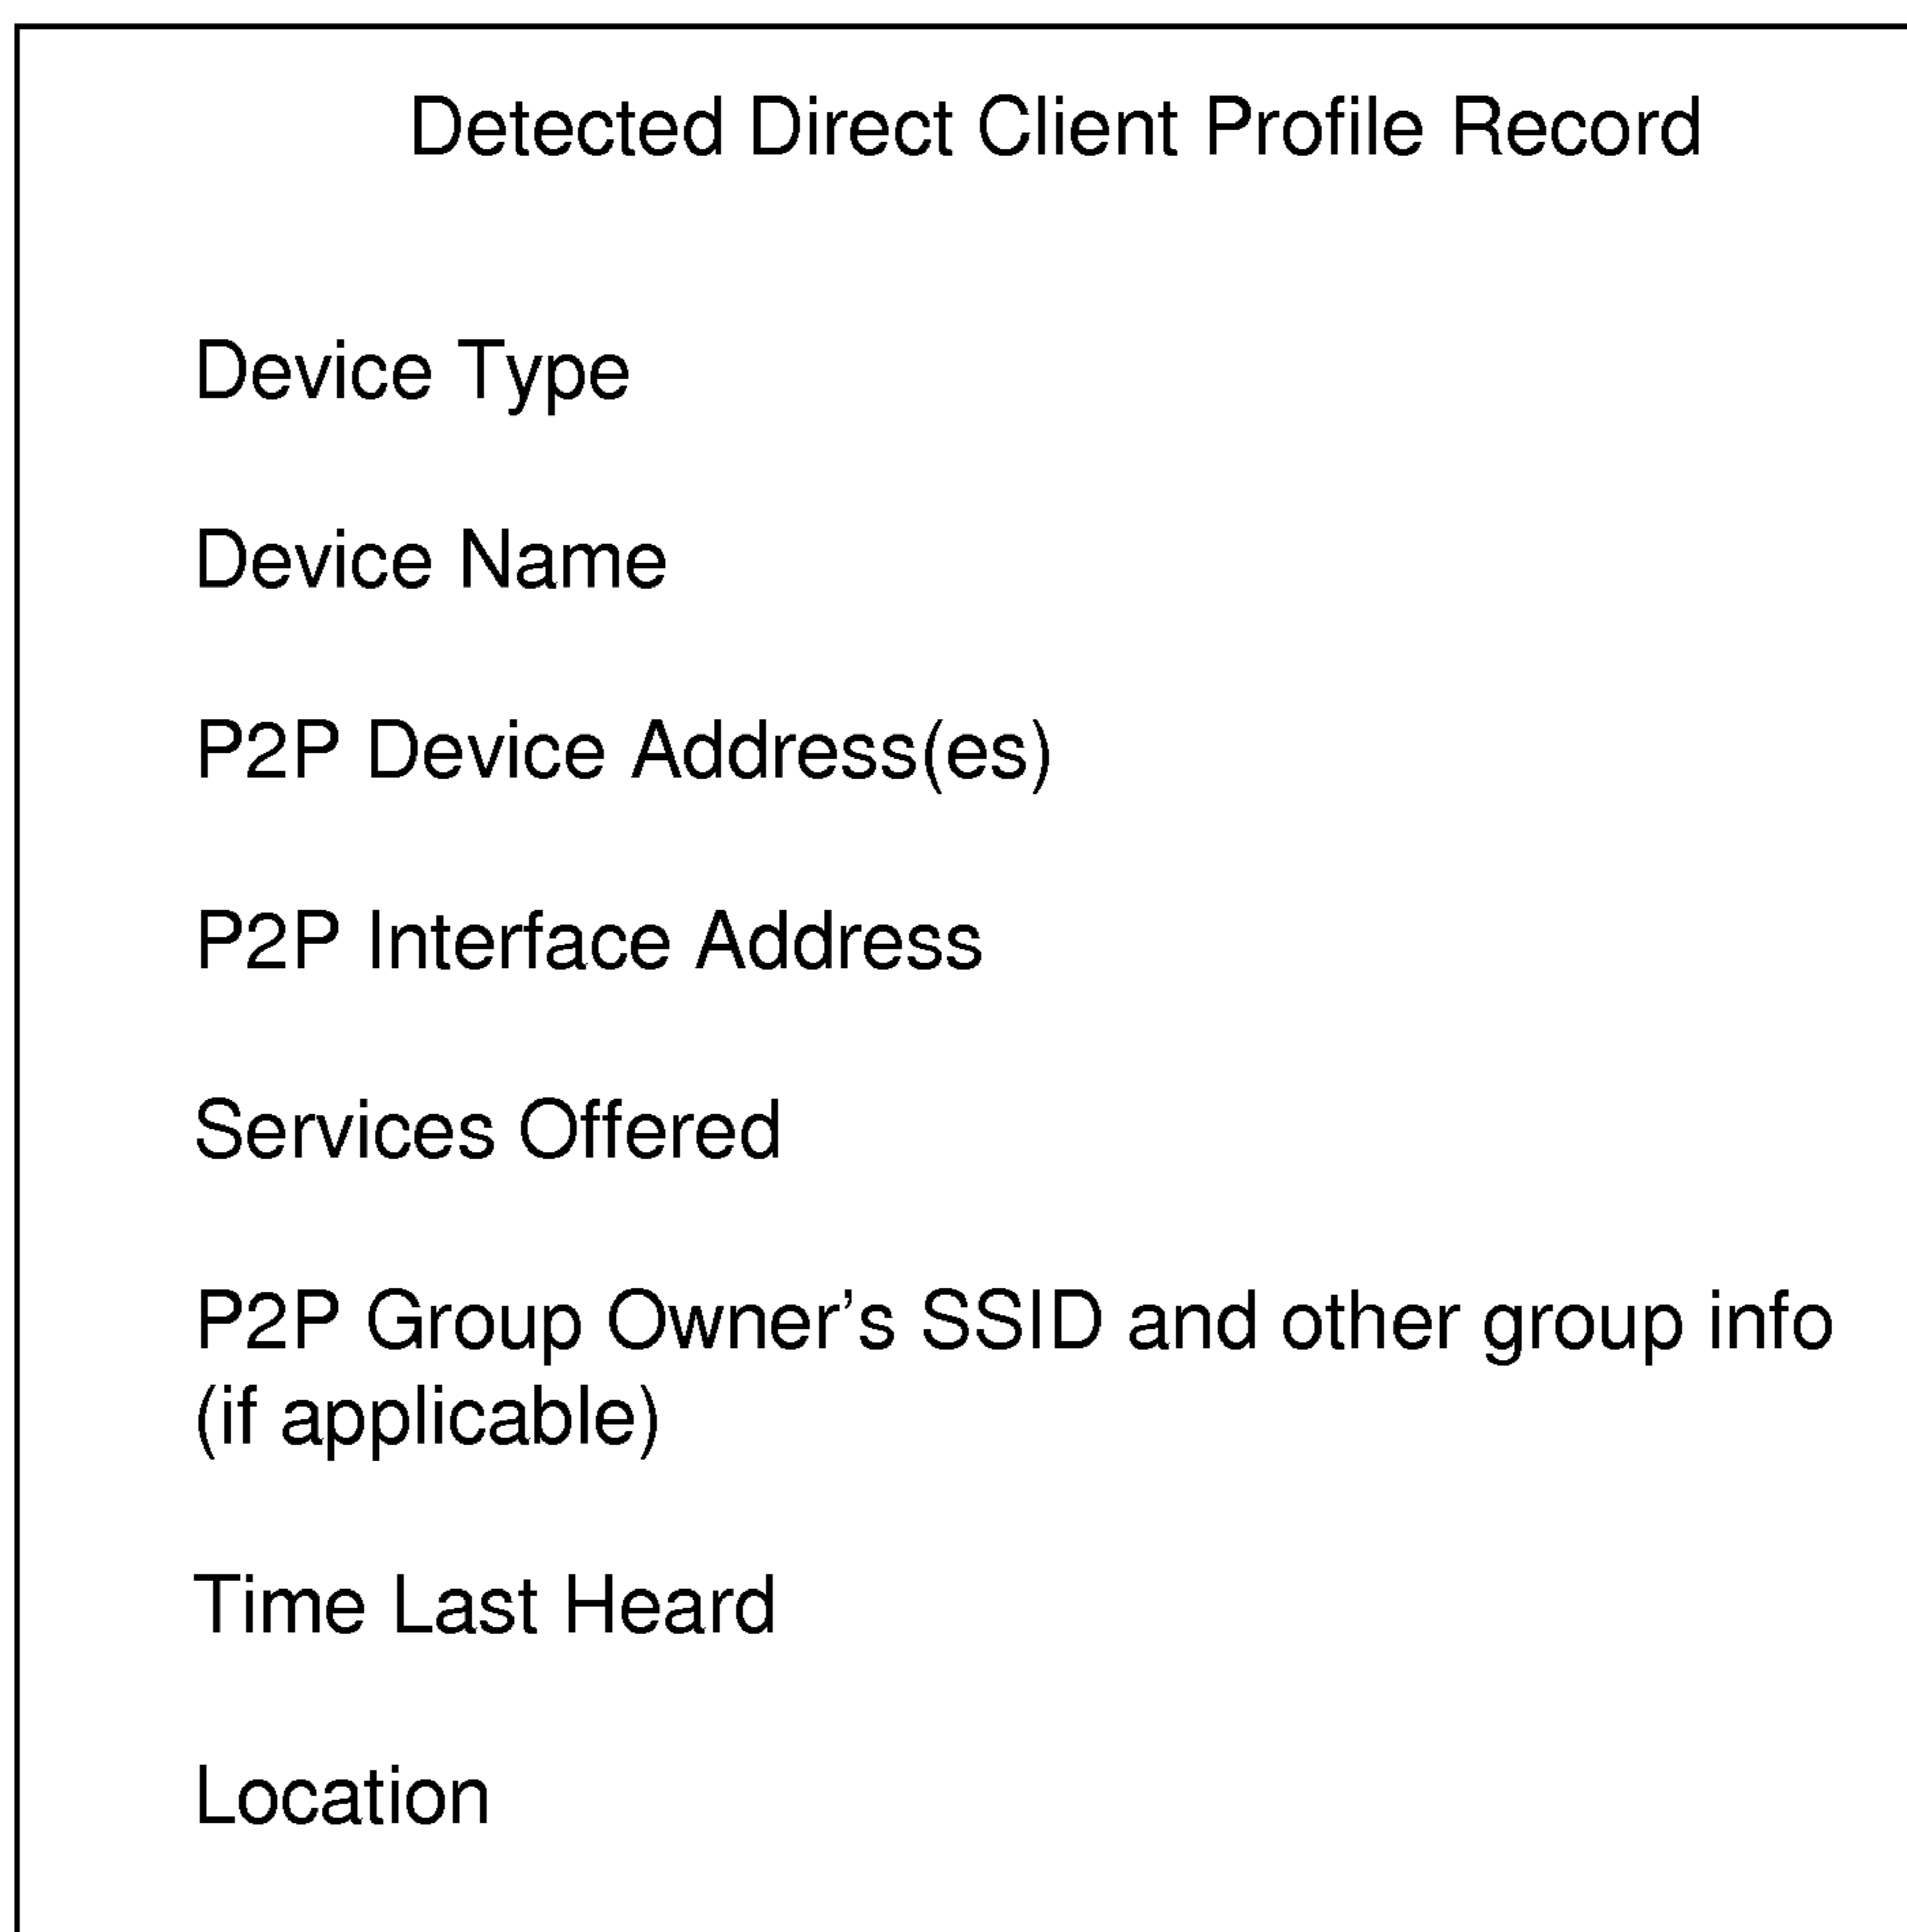 Detected Direct Client Profile Record
Device Type
Device Name
P2P Device Address(es)
P2P Interface Address
Services Offered
P2P Group Owner’s SSID and other group info
(if applicable)
Time Last Heard
Location